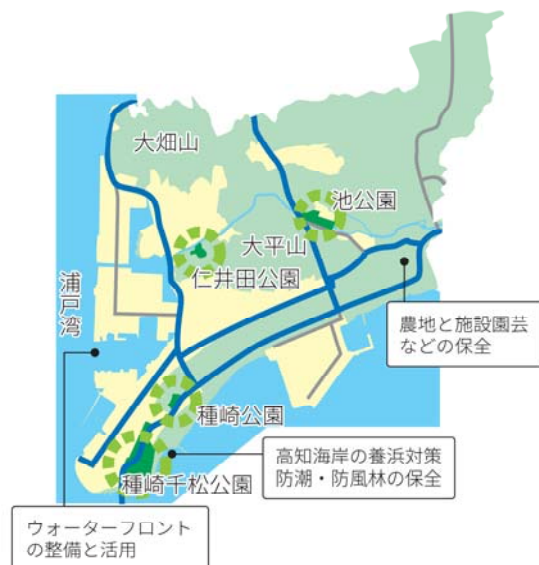 大畑山
池公園
大平山
仁井田公園
浦戸湾
農地と施設園芸
などの保全
種崎公園
高知海岸の養浜対策
防潮・防風林の保全
種崎千松公園
ウォーターフロント
の整備と活用